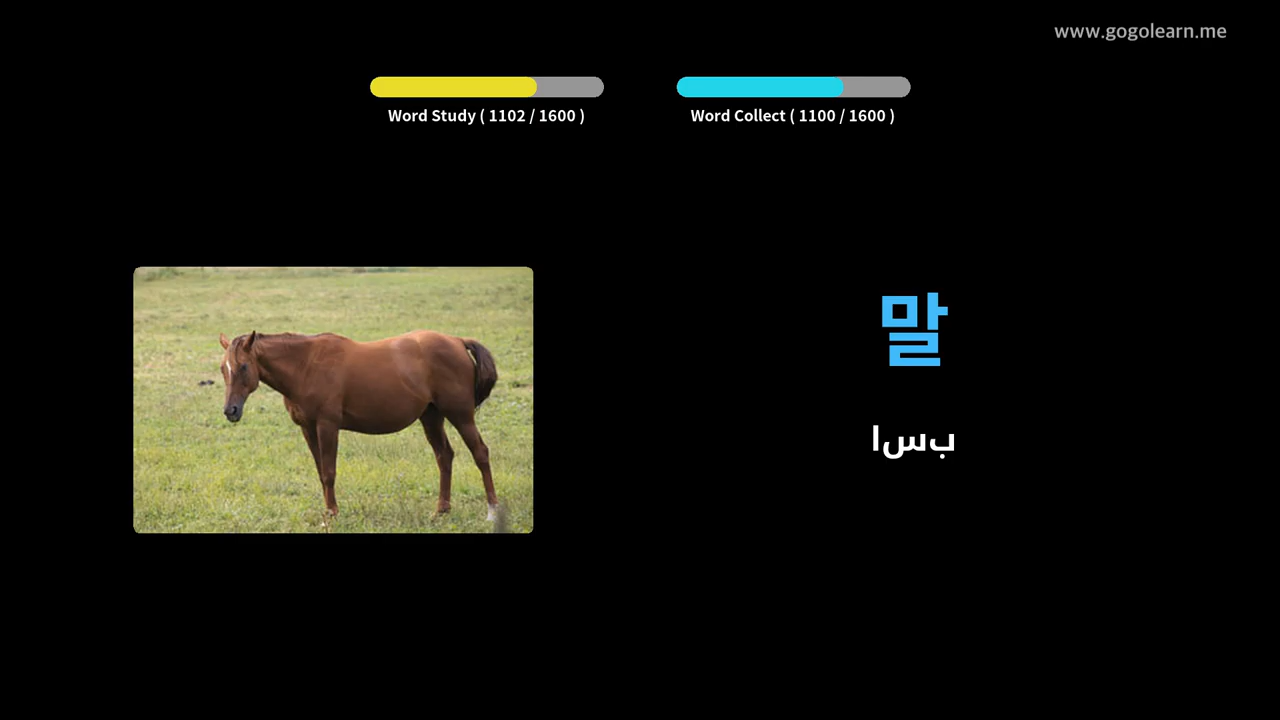 www.gogolearn.me
Word Study ( 1102 / 1600 )
Word Collect ( 1100 / 1600 )
말
اسب